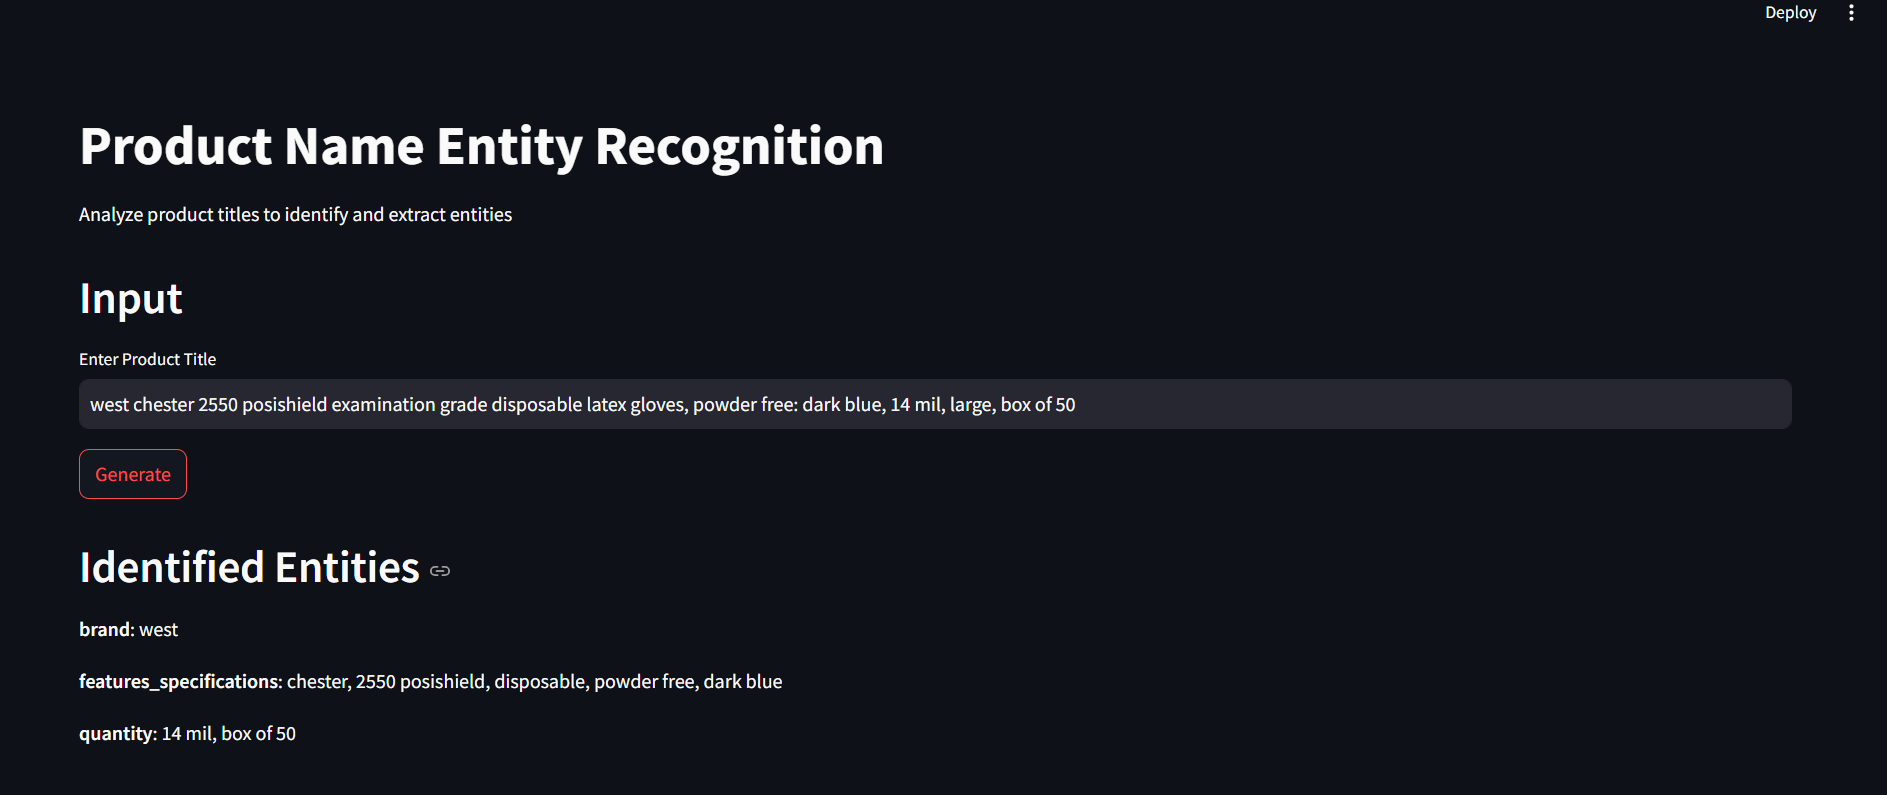 Deploy
Product Name Entity Recognition
Analyze product titles to identify and extract entities
Input
Enter Product Title
west chester 2550 posishield examination grade disposable latex gloves, powder free: dark blue, 14 mil, large, box of 50
Generate
Identified Entities
brand: west
features_specifications: chester, 2550 posishield, disposable, powder free, dark blue
quantity: 14 mil, box of 50